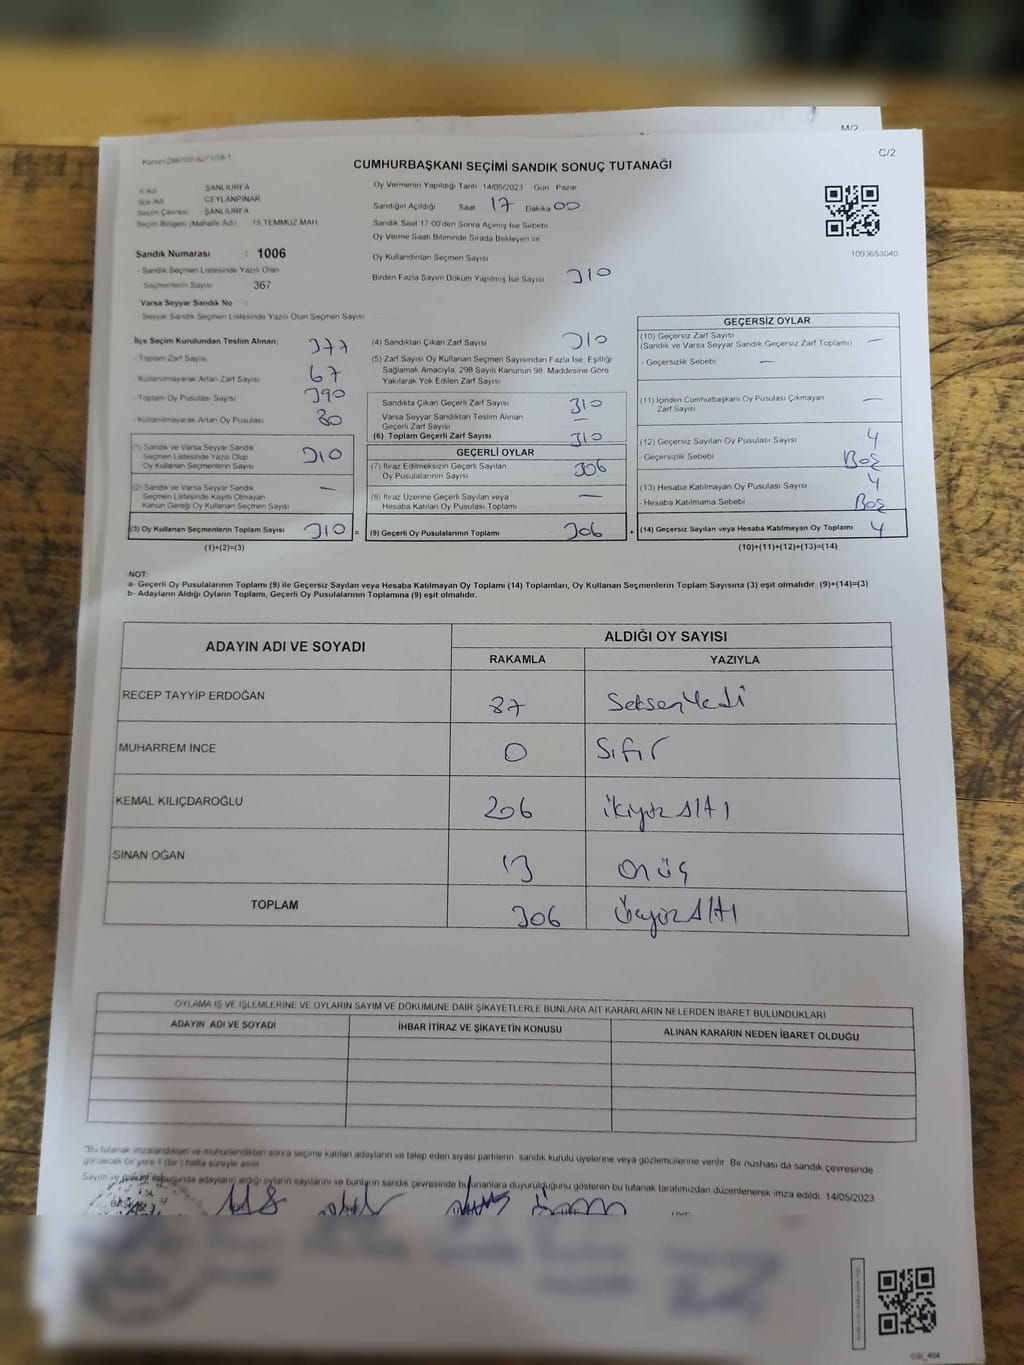 M/2
C/2
CUMHURBAŞKANI SEÇİMİ SANDIK SONUÇ TUTANAĞI
İl Adı ŞANLIURFA
İlçe Adı CEYLANPINAR
Seçim Çevresi : ŞANLIURFA
Seçim Bölgesi (Mahalle Adı) : 15 TEMMUZ MAH.
Sandık Numarası : 1006
- Sandık Seçmen Listesinde Yazılı Olan
Seçmenlerin Sayısı 367
Varsa Seyyar Sandık No :
- Seyyar Sandık Seçmen Listesinde Yazılı Olan Seçmen Sayısı
Oy Vermenin Yapıldığı Tarih 14/05/2023 Gün Pazar
Sandığın Açıldığı Saat 17 Dakika 00
Sandık Saat 17:00'den Sonra Açılmış İse Sebebi
Oy Verme Saati Bitiminde Sırada Bekleyen ve
Oy Kullandırılan Seçmen Sayısı
Birden Fazla Sayım Döküm Yapılmış İse Sayısı 310
1093653040
İlçe Seçim Kurulundan Teslim Alınan; 377
- Toplam Zarf Sayısı
- Kullanılmayarak Artan Zarf Sayısı 67
- Toplam Oy Pusulası Sayısı 390
- Kullanılmayarak Artan Oy Pusulası 80
(1) Sandık ve Varsa Seyyar Sandık
Seçmen Listesinde Yazılı Olup
Oy Kullanan Seçmenlerin Sayısı 310
(2) Sandık ve Varsa Seyyar Sandık
Seçmen Listesinde Kayıtlı Olmayan
Kanun Gereği Oy Kullanan Seçmen Sayısı —
(3) Oy Kullanan Seçmenlerin Toplam Sayısı 310 =
(1)+(2)=(3)
(4) Sandıktan Çıkan Zarf Sayısı 310
(5) Zarf Sayısı Oy Kullanan Seçmen Sayısından Fazla İse, Eşitliği
Sağlamak Amacıyla, 298 Sayılı Kanunun 98. Maddesine Göre
Yakılarak Yok Edilen Zarf Sayısı
Sandıkta Çıkan Geçerli Zarf Sayısı 310
Varsa Seyyar Sandıktan Teslim Alınan
Geçerli Zarf Sayısı —
(6) Toplam Geçerli Zarf Sayısı 310
GEÇERLİ OYLAR
(7) İtiraz Edilmeksizin Geçerli Sayılan
Oy Pusulalarının Sayısı 306
(8) İtiraz Üzerine Geçerli Sayılan veya
Hesaba Katılan Oy Pusulası Toplamı —
(9) Geçerli Oy Pusulalarının Toplamı 306 +
GEÇERSİZ OYLAR
(10) Geçersiz Zarf Sayısı
(Sandık ve Varsa Seyyar Sandık Geçersiz Zarf Toplamı) —
- Geçersizlik Sebebi —
(11) İçinden Cumhurbaşkanı Oy Pusulası Çıkmayan
Zarf Sayısı —
(12) Geçersiz Sayılan Oy Pusulası Sayısı 4
- Geçersizlik Sebebi Boş
(13) Hesaba Katılmayan Oy Pusulası Sayısı 4
- Hesaba Katılmama Sebebi Boş
(14) Geçersiz Sayılan veya Hesaba Katılmayan Oy Toplamı 4
(10)+(11)+(12)+(13)=(14)
NOT:
a- Geçerli Oy Pusulalarının Toplamı (9) ile Geçersiz Sayılan veya Hesaba Katılmayan Oy Toplamı (14) Toplamları, Oy Kullanan Seçmenlerin Toplam Sayısına (3) eşit olmalıdır. (9)+(14)=(3)
b- Adayların Aldığı Oyların Toplamı, Geçerli Oy Pusulalarının Toplamına (9) eşit olmalıdır.
ADAYIN ADI VE SOYADI ALDIĞI OY SAYISI
RAKAMLA YAZIYLA
RECEP TAYYİP ERDOĞAN 87 Seksenyedi
MUHARREM İNCE 0 Sıfır
KEMAL KILIÇDAROĞLU 206 ikiyüz Altı
SİNAN OĞAN 13 onüç
TOPLAM 306 üçyüz Altı
OYLAMA İŞ VE İŞLEMLERİNE VE OYLARIN SAYIM VE DÖKÜMÜNE DAİR ŞİKAYETLERLE BUNLARA AİT KARARLARIN NELERDEN İBARET BULUNDUKLARI
ADAYIN ADI VE SOYADI İHBAR İTİRAZ VE ŞİKAYETİN KONUSU ALINAN KARARIN NEDEN İBARET OLDUĞU
*Bu tutanak imzalandıktan ve mühürlendikten sonra seçime katılan adayların ve talep eden siyasi partilerin sandık kurulu üyelerine veya gözlemcilerine verilir. Bir nüshası da sandık çevresinde
görülecek bir yere 1 (bir) hafta süreyle asılır.
Sayım ve döküm sonucunda adayların aldığı oyların sayılarını ve bunların sandık çevresinde bulunanlara duyurulduğunu gösteren bu tutanak tarafımızdan düzenlenerek imza edildi. 14/05/2023